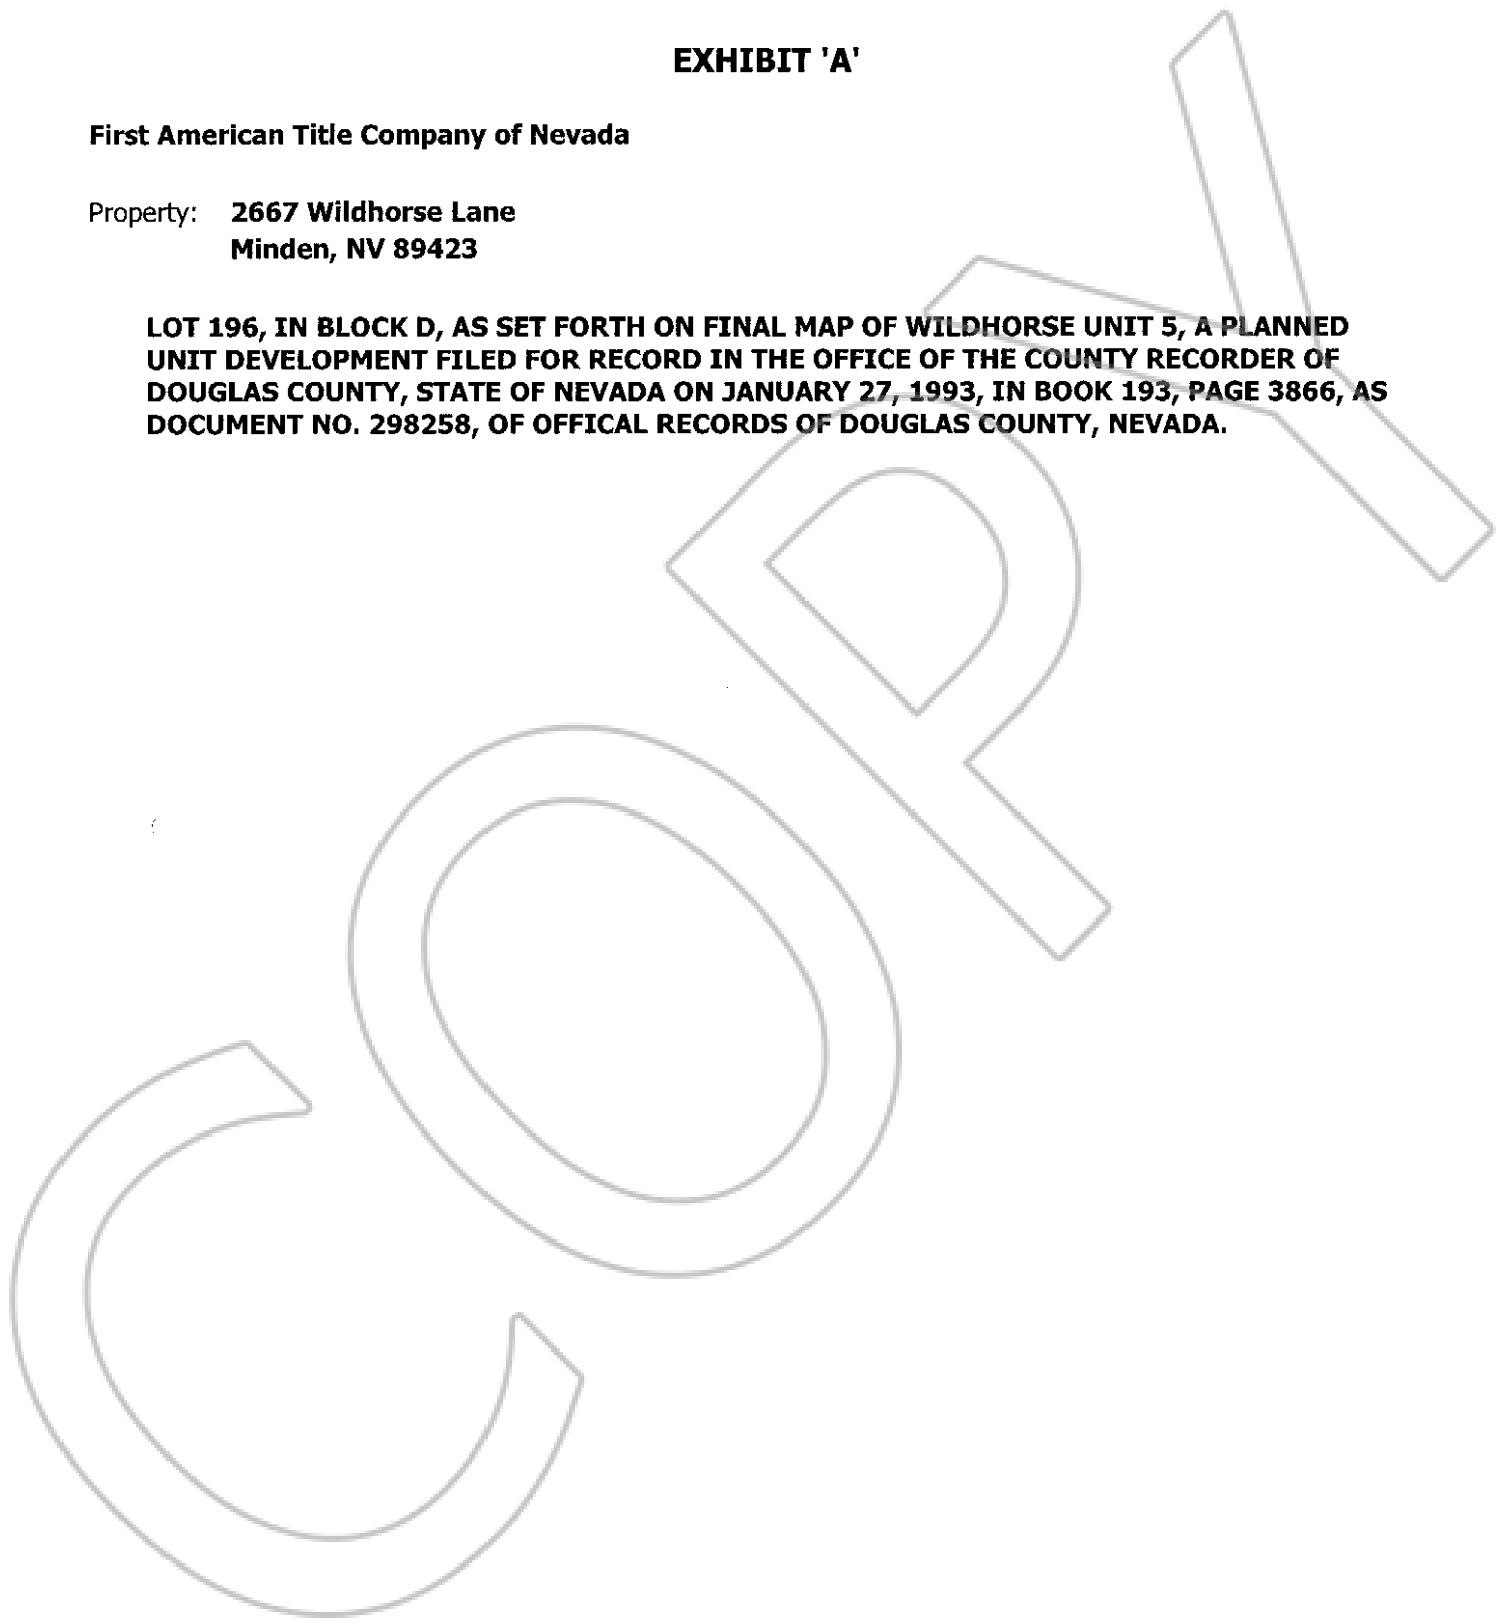 EXHIBIT 'A'
First American Title Company of Nevada
Property: 2667 Wildhorse Lane
Minden, NV 89423
LOT 196, IN BLOCK D, AS SET FORTH ON FINAL MAP OF WILDHORSE UNIT 5, A PLANNED
UNIT DEVELOPMENT FILED FOR RECORD IN THE OFFICE OF THE COUNTY RECORDER OF
DOUGLAS COUNTY, STATE OF NEVADA ON JANUARY 27, 1993, IN BOOK 193, PAGE 3866, AS
DOCUMENT NO. 298258, OF OFFICAL RECORDS OF DOUGLAS COUNTY, NEVADA.
COPY